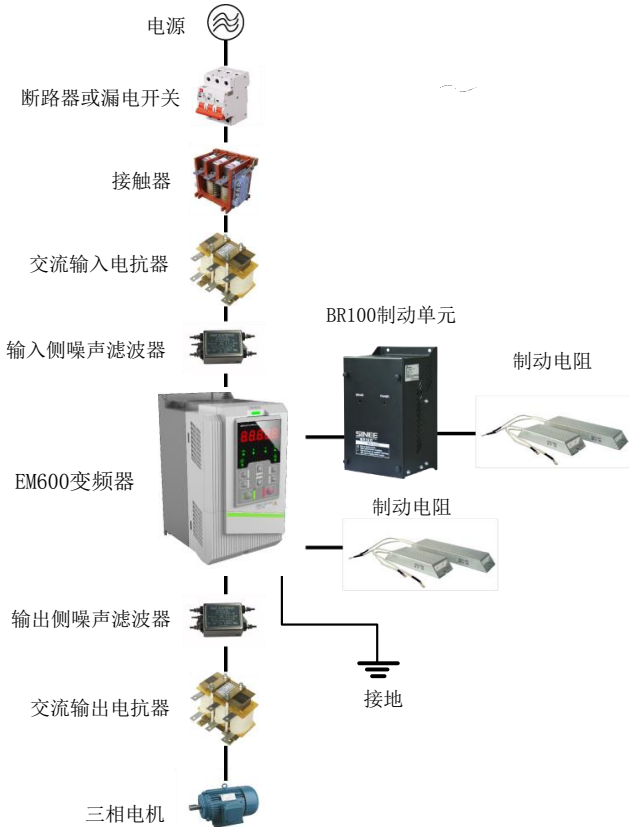 电源
断路器或漏电开关
接触器
交流输入电抗器
输入侧噪声滤波器
BR100制动单元
制动电阻
SINEE
EM600变频器
制动电阻
输出侧噪声滤波器
交流输出电抗器
接地
三相电机